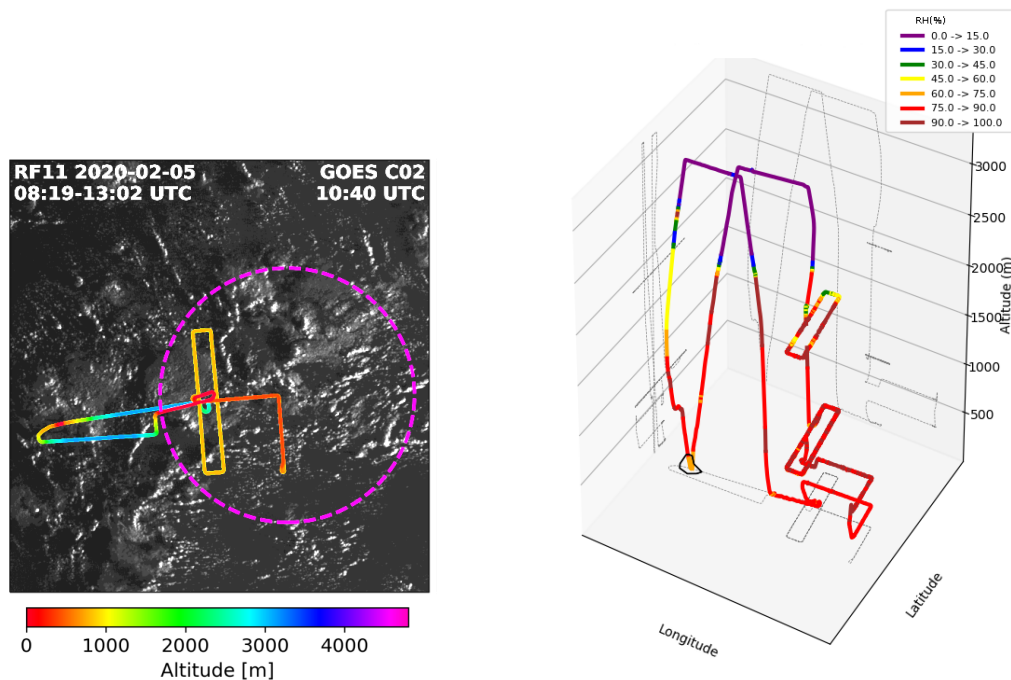 RF11 2020-02-05
08:19-13:02 UTC
GOES C02
10:40 UTC
0
1000
2000
3000
4000
Altitude [m]
RH(%)
0.0 -> 15.0
15.0 -> 30.0
30.0 -> 45.0
45.0 -> 60.0
60.0 -> 75.0
75.0 -> 90.0
90.0 -> 100.0
3000
2500
2000
1500
1000
500
Altitude (m)
Latitude
Longitude